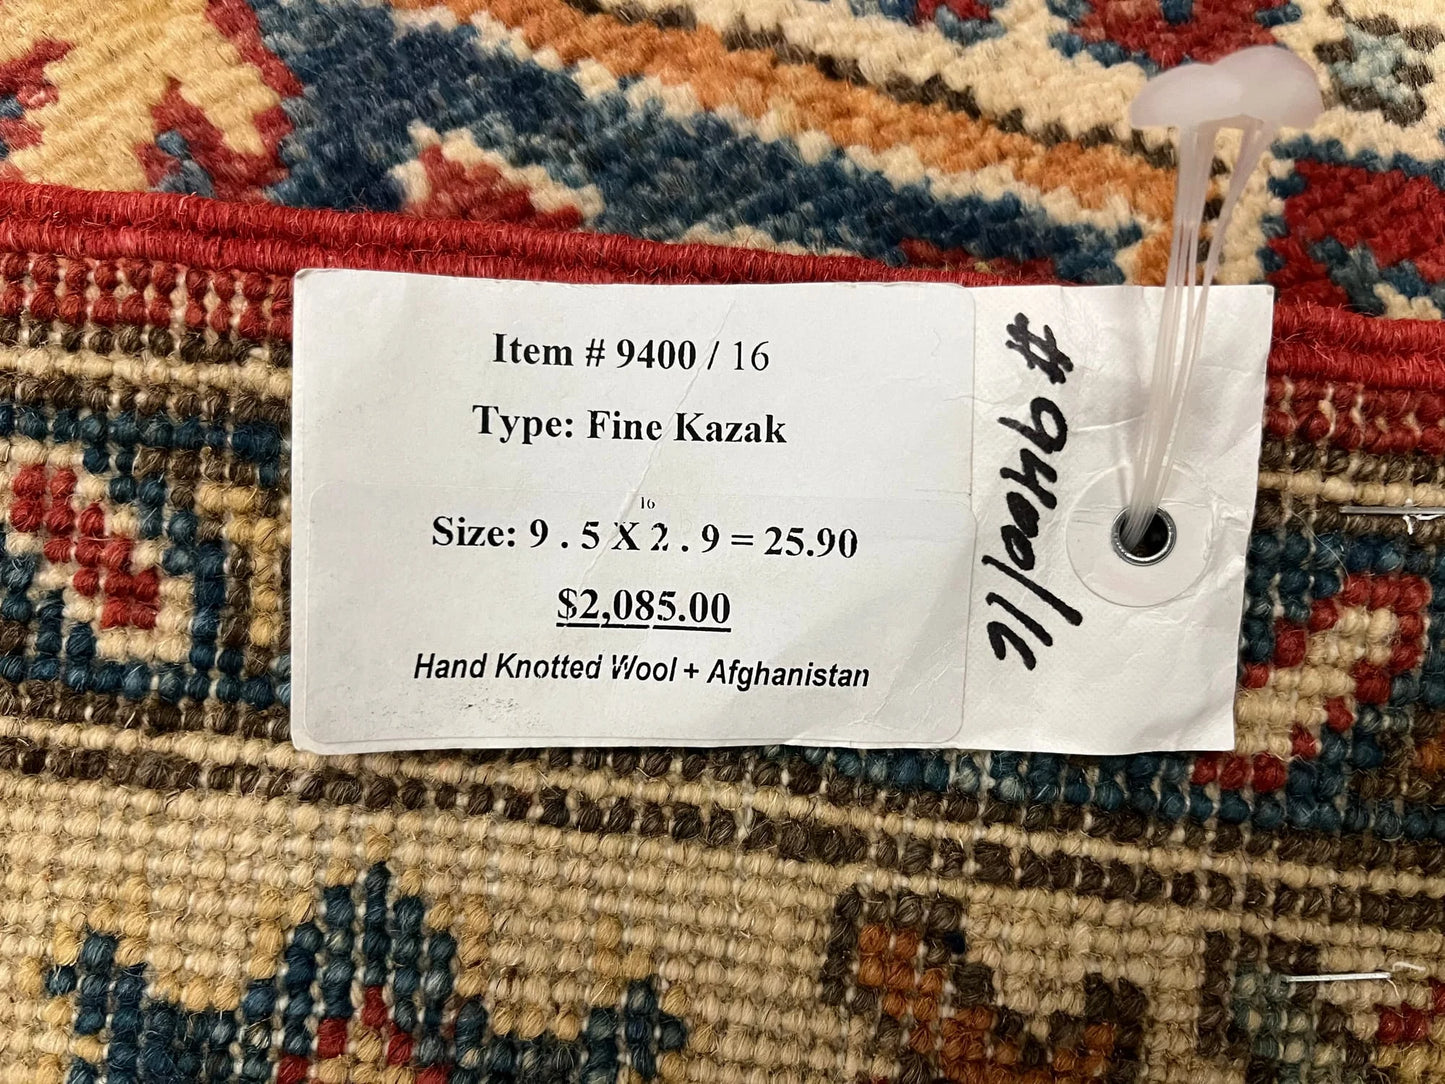 Item # 9400 / 16
Type: Fine Kazak
16
Size: 9 . 5 X 2 . 9 = 25.90
$2,085.00
Hand Knotted Wool + Afghanistan
# 9400/16